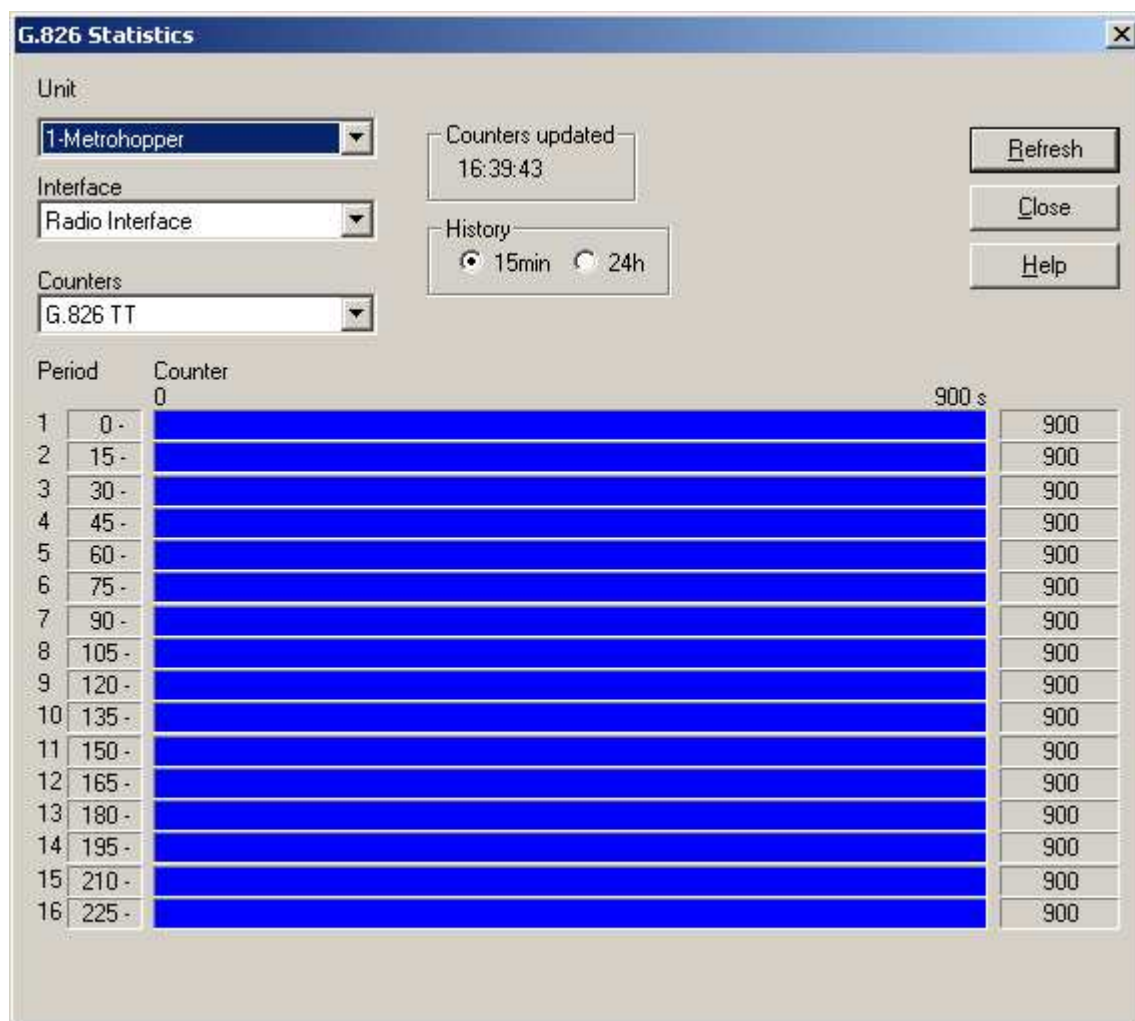 G.826 Statistics
Unit
1-Metrohopper
Counters updated
16:39:43
Refresh
Interface
Radio Interface
Close
History
15min 24h
Help
Counters
G.826 TT
Period Counter
0 900 s
1 0 - 900
2 15 - 900
3 30 - 900
4 45 - 900
5 60 - 900
6 75 - 900
7 90 - 900
8 105 - 900
9 120 - 900
10 135 - 900
11 150 - 900
12 165 - 900
13 180 - 900
14 195 - 900
15 210 - 900
16 225 - 900